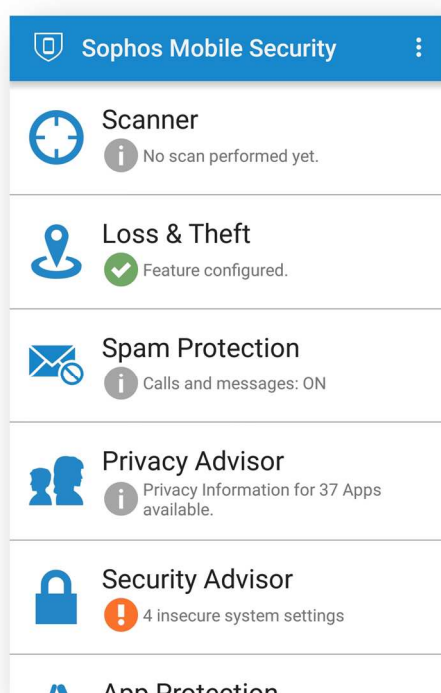 Sophos Mobile Security
Scanner
No scan performed yet.
Loss & Theft
Feature configured.
Spam Protection
Calls and messages: ON
Privacy Advisor
Privacy Information for 37 Apps
available.
Security Advisor
4 insecure system settings
App Protection